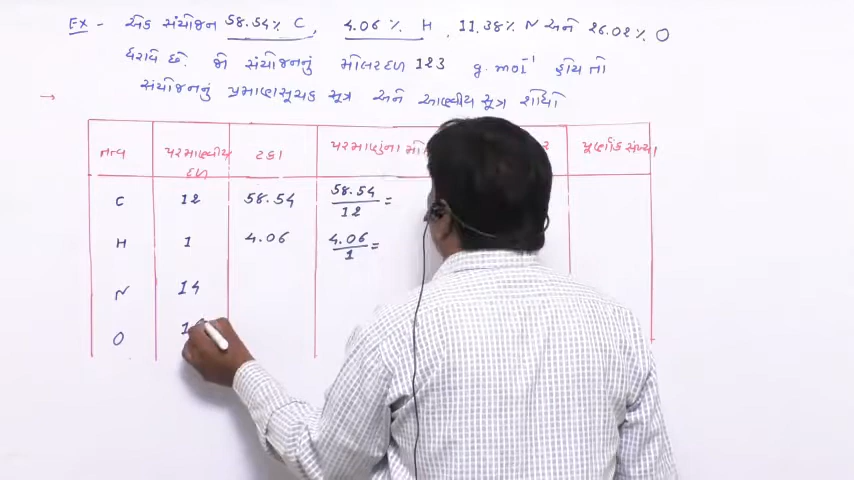 Ex - એક સંયોજન 58.54% C, 4.06 % H, 11.38% N અને 26.02% O
ધરાવે છે. જો સંયોજનનું મોલરદળ 123 g.mol⁻¹ હોય તો
→ સંયોજનનું પ્રમાણસૂચક સૂત્ર અને આણ્વીય સૂત્ર શોધો
તત્વ પરમાણ્વીય દળ ટકા પરમાણુંના પૂર્ણાંક સંખ્યા
C 12 58.54 58.54/12 =
H 1 4.06 4.06/1 =
N 14
O